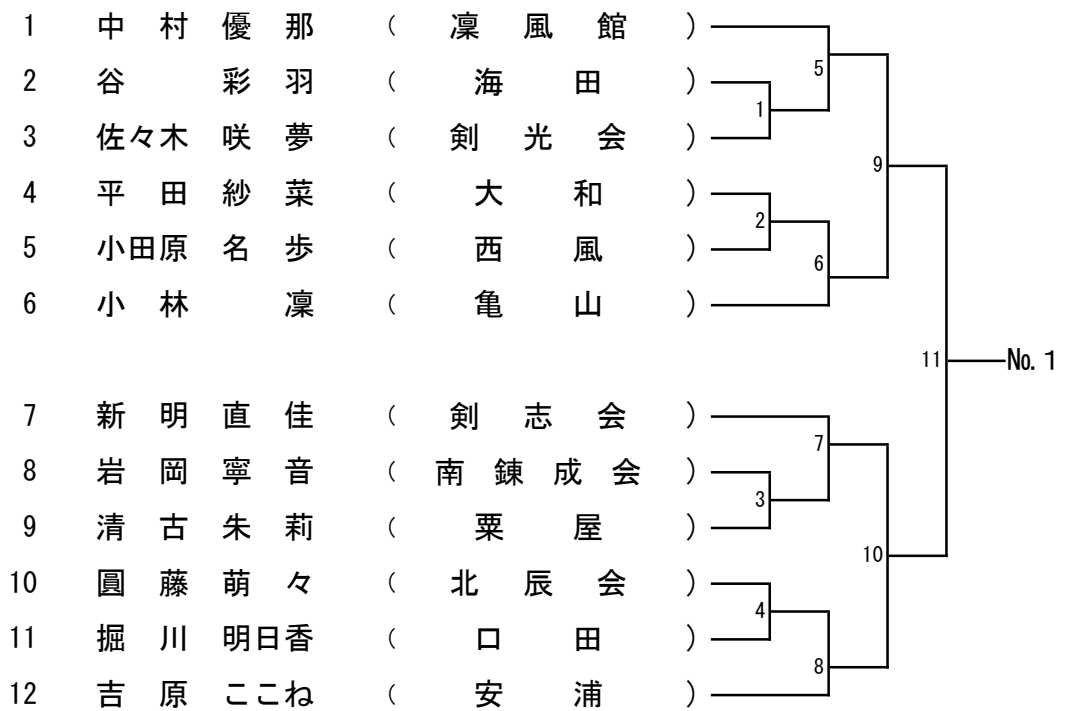 1 中村優那 ( 凜風館 )
5
2 谷 彩羽 ( 海田 )
1
3 佐々木咲夢 ( 剣光会 )
9
4 平田紗菜 ( 大和 )
2
5 小田原名歩 ( 西風 )
6
6 小林 凜 ( 亀山 )
11 No.1
7 新明直佳 ( 剣志会 )
7
8 岩岡寧音 ( 南錬成会 )
3
9 清古朱莉 ( 粟屋 )
10
10 圓藤萌々 ( 北辰会 )
4
11 掘川明日香 ( 口田 )
8
12 吉原ここね ( 安浦 )